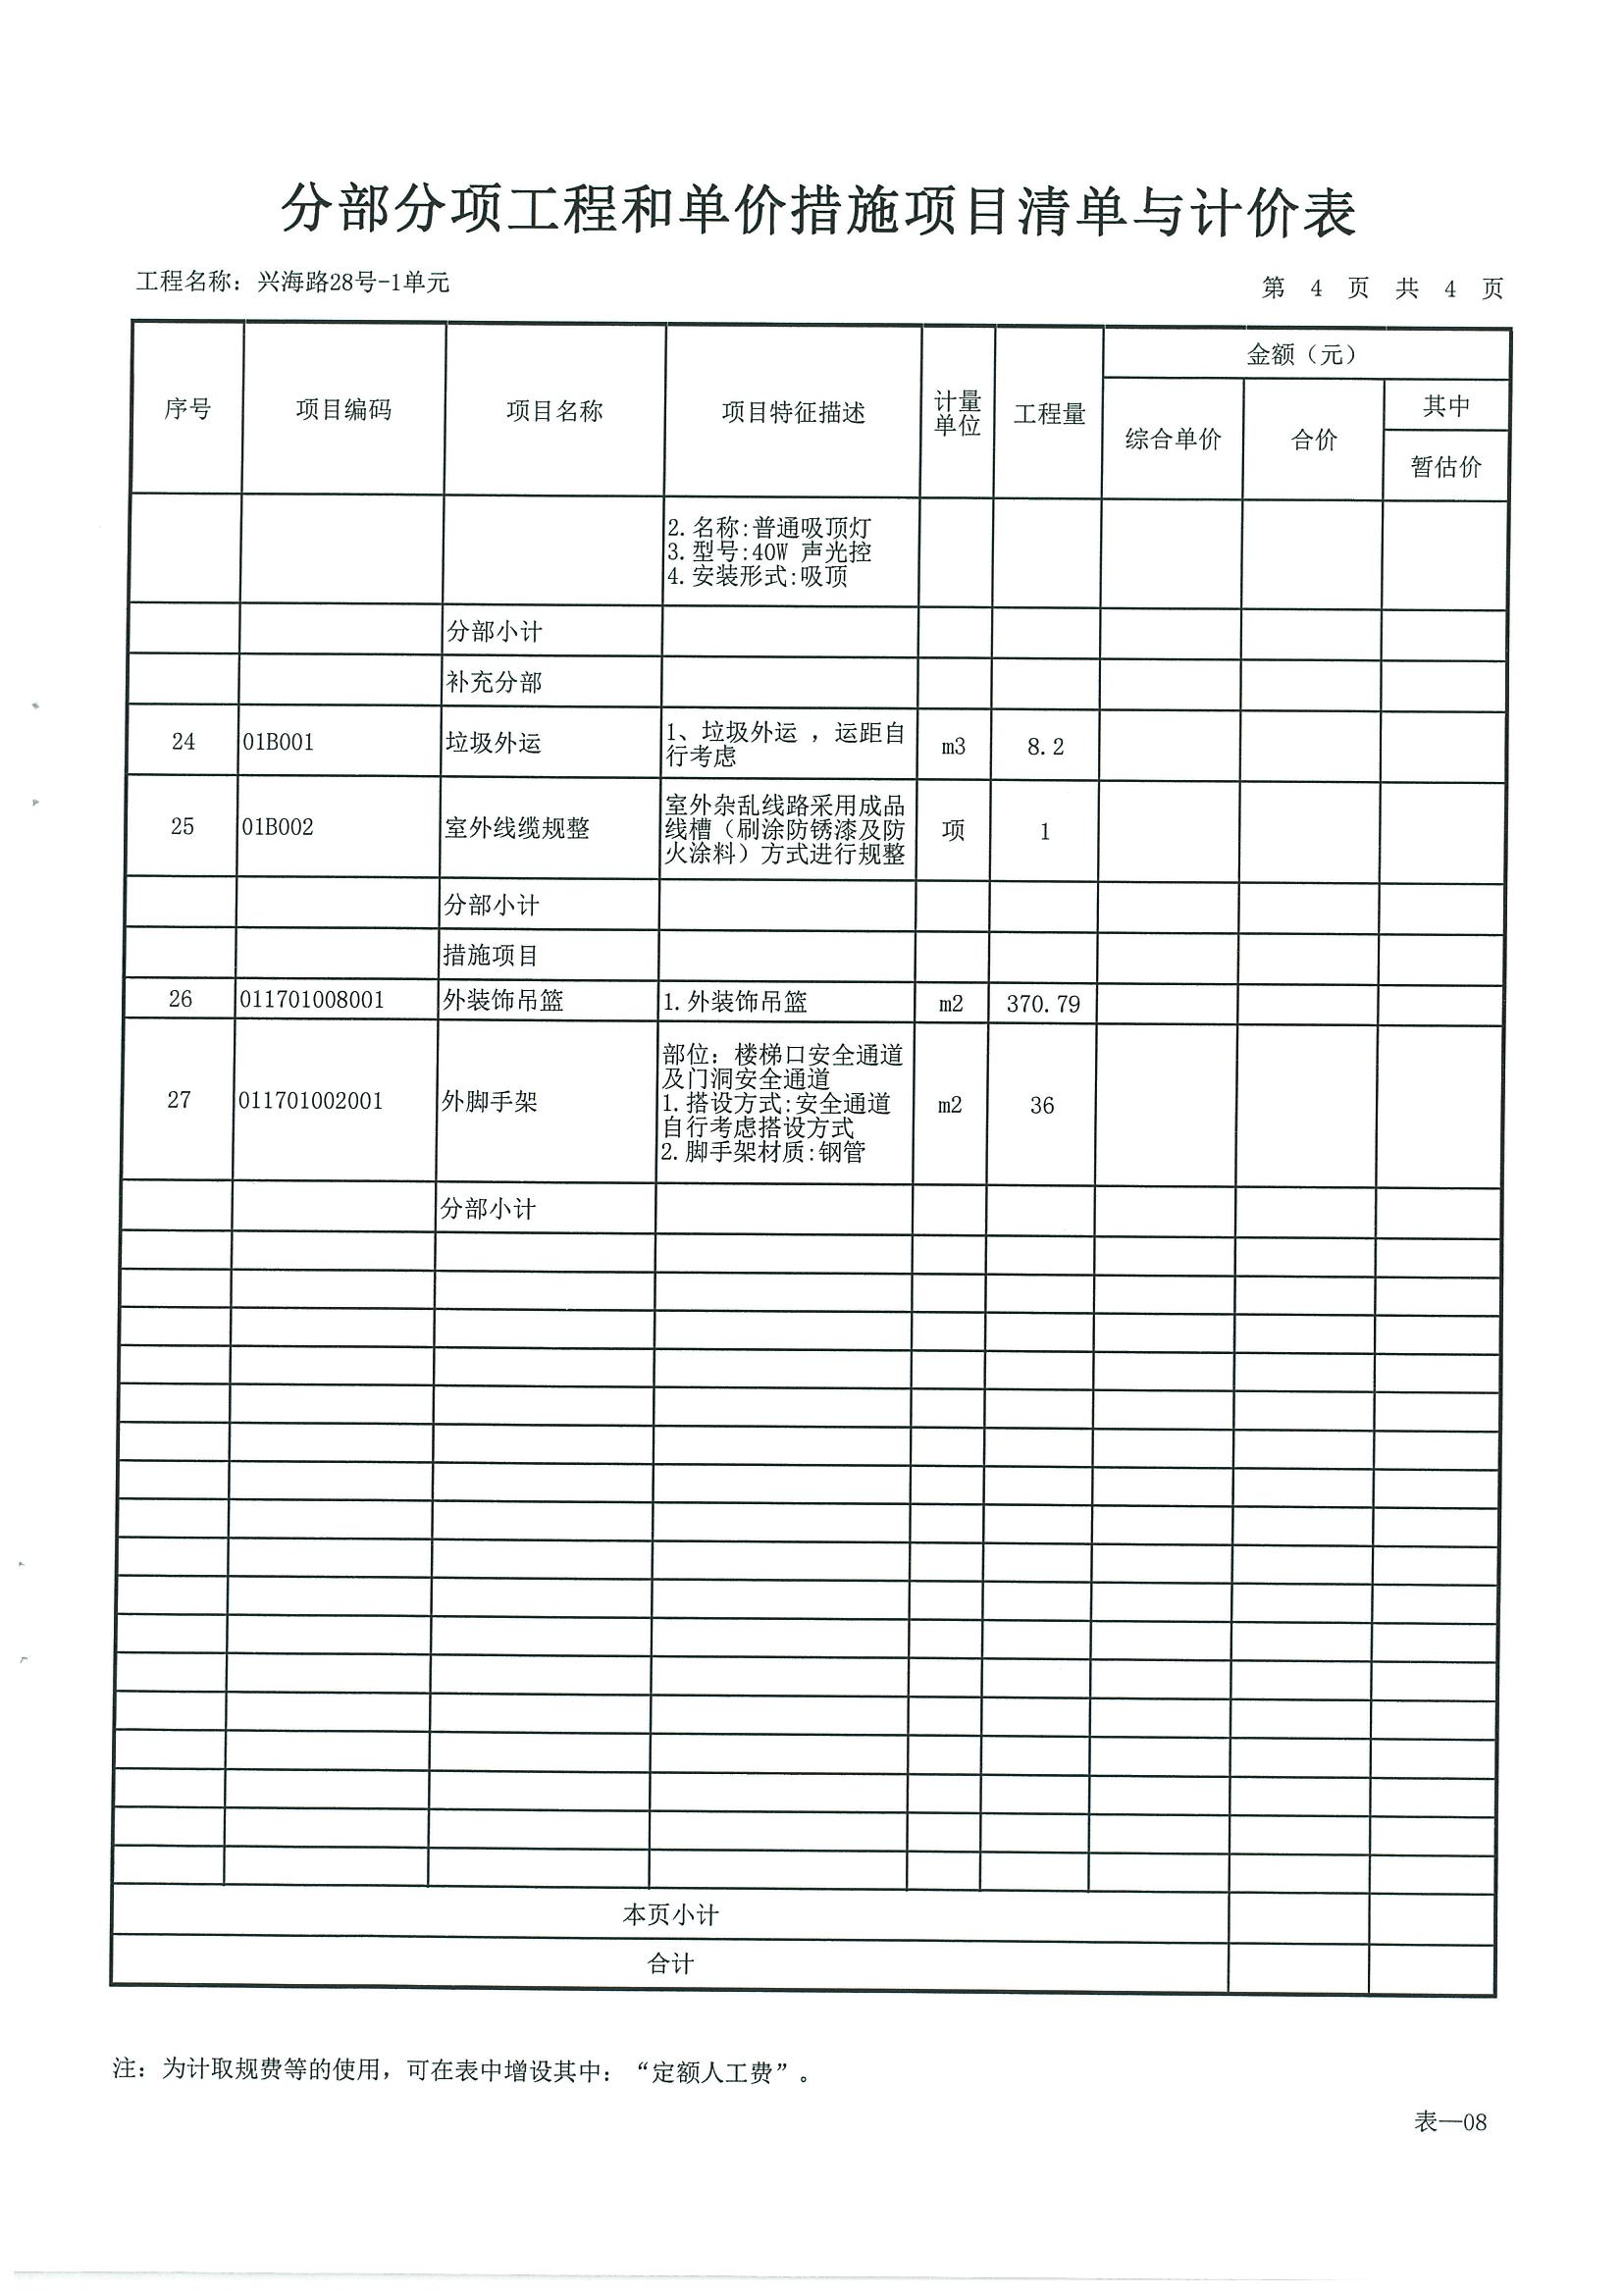 分部分项工程和单价措施项目清单与计价表
工程名称：兴海路28号-1单元
第 4 页 共 4 页
序号 项目编码 项目名称 项目特征描述 计量单位 工程量 金额（元）
综合单价 合价 其中
暂估价
2.名称:普通吸顶灯
3.型号:40W 声光控
4.安装形式:吸顶
分部小计
补充分部
24 01B001 垃圾外运 1、垃圾外运 ，运距自 m3 8.2
行考虑
25 01B002 室外线缆规整 室外杂乱线路采用成品 项 1
线槽（刷涂防锈漆及防
火涂料）方式进行规整
分部小计
措施项目
26 011701008001 外装饰吊篮 1.外装饰吊篮 m2 370.79
27 011701002001 外脚手架 部位：楼梯口安全通道 m2 36
及门洞安全通道
1.搭设方式:安全通道
自行考虑搭设方式
2.脚手架材质:钢管
分部小计
本页小计
合计
注：为计取规费等的使用，可在表中增设其中：“定额人工费”。
表—08